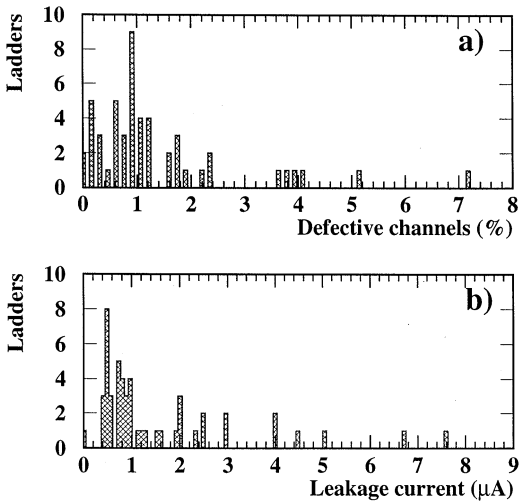 10
8
6
4
2
0
Ladders
a)
0 1 2 3 4 5 6 7 8
Defective channels (%)
10
8
6
4
2
0
Ladders
b)
0 1 2 3 4 5 6 7 8 9
Leakage current (μA)